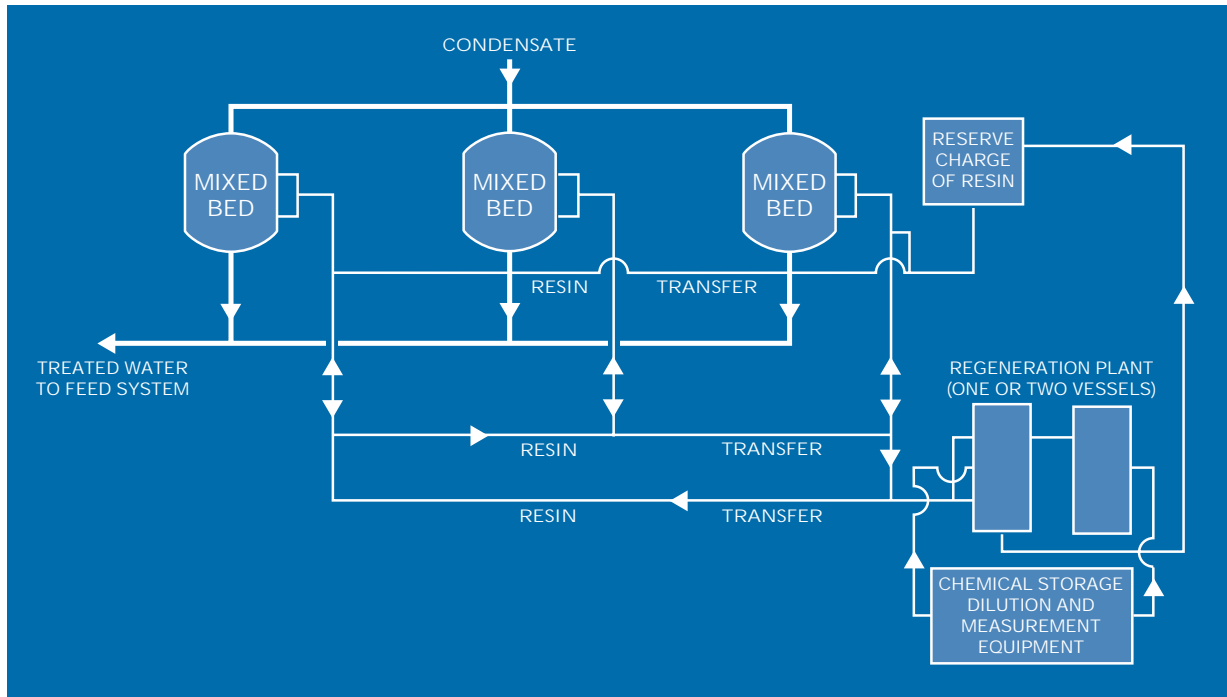 CONDENSATE
MIXED
BED
MIXED
BED
MIXED
BED
RESERVE
CHARGE
OF RESIN
RESIN
TRANSFER
TREATED WATER
TO FEED SYSTEM
REGENERATION PLANT
(ONE OR TWO VESSELS)
RESIN
TRANSFER
RESIN
TRANSFER
CHEMICAL STORAGE
DILUTION AND
MEASUREMENT
EQUIPMENT